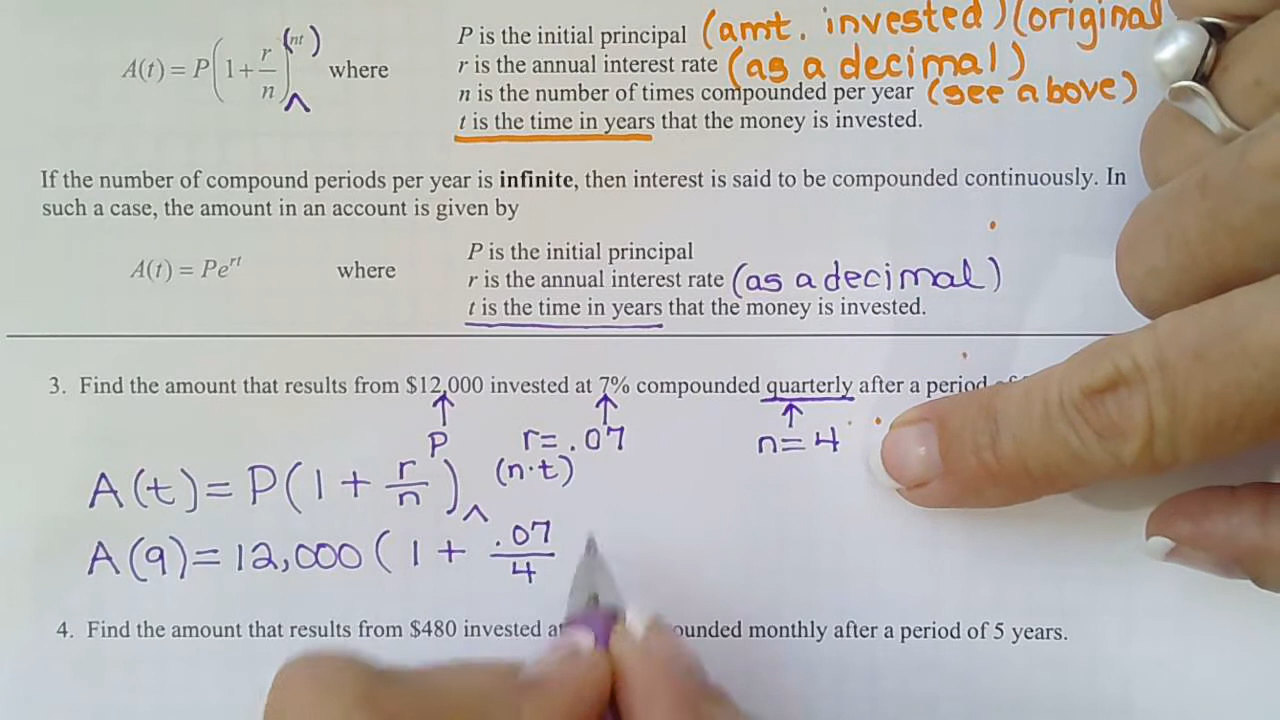 A(t) = P(1 + r/n)^(nt) where
P is the initial principal (amt. invested) (original
r is the annual interest rate (as a decimal)
n is the number of times compounded per year (see above)
t is the time in years that the money is invested.
If the number of compound periods per year is infinite, then interest is said to be compounded continuously. In
such a case, the amount in an account is given by
A(t) = Pe^rt where
P is the initial principal
r is the annual interest rate (as a decimal)
t is the time in years that the money is invested.
3. Find the amount that results from $12,000 invested at 7% compounded quarterly after a period
P r= .07 n= 4
A(t) = P(1 + r/n)^(n·t)
A(9) = 12,000 (1 + .07/4
4. Find the amount that results from $480 invested monthly after a period of 5 years.